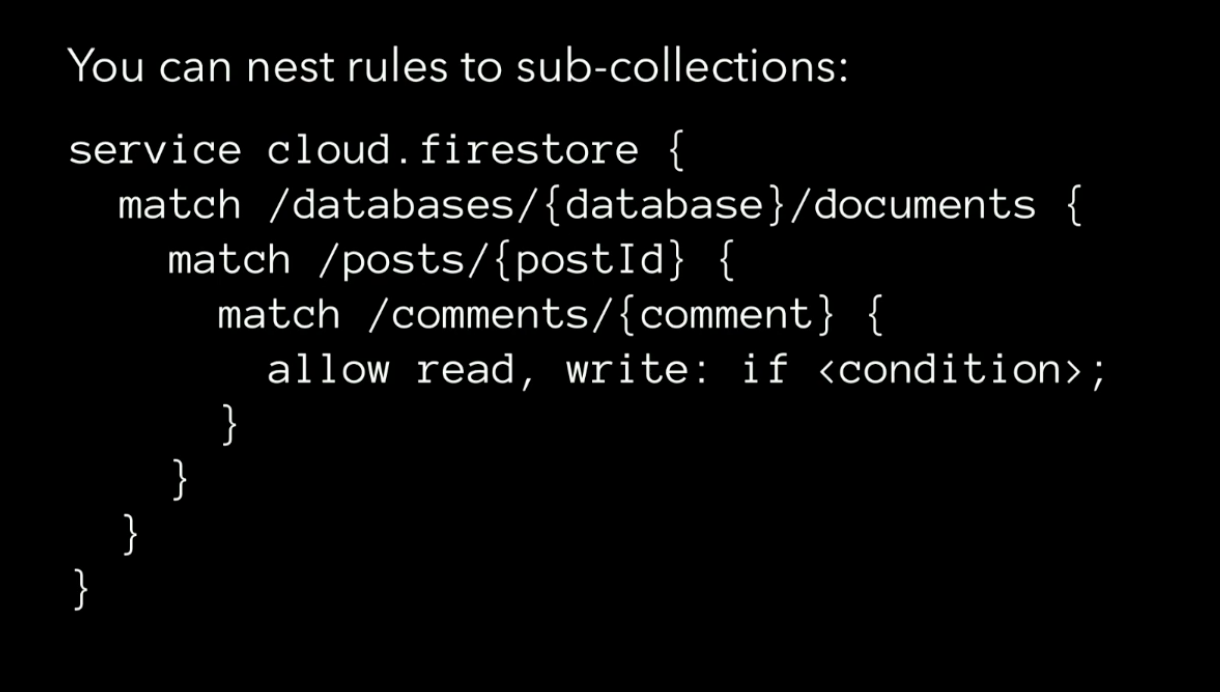 You can nest rules to sub-collections:
service cloud.firestore {
  match /databases/{database}/documents {
    match /posts/{postId} {
      match /comments/{comment} {
        allow read, write: if <condition>;
      }
    }
  }
}